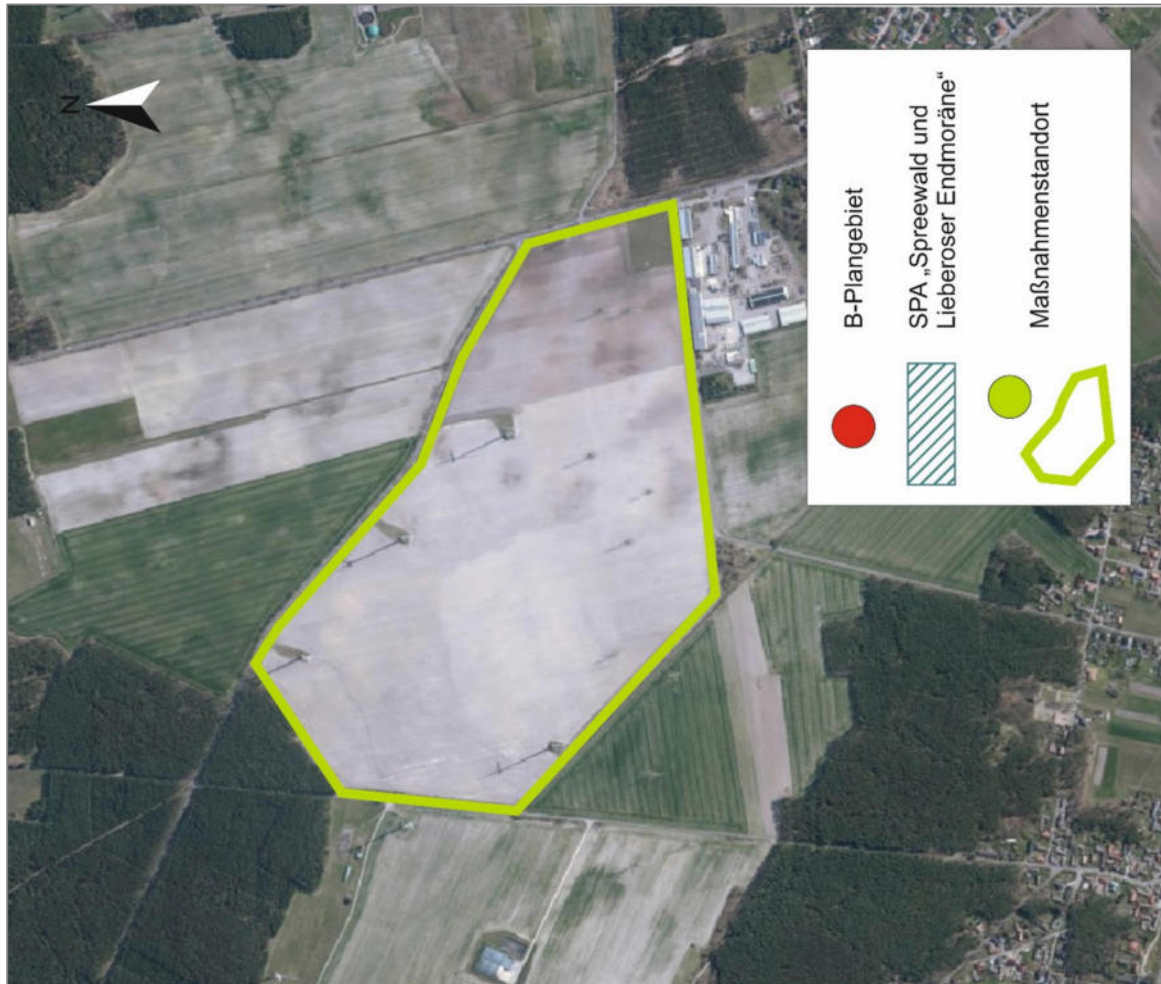 N
B-Plangebiet
SPA „Spreewald und
Lieberoser Endmoräne“
Maßnahmenstandort